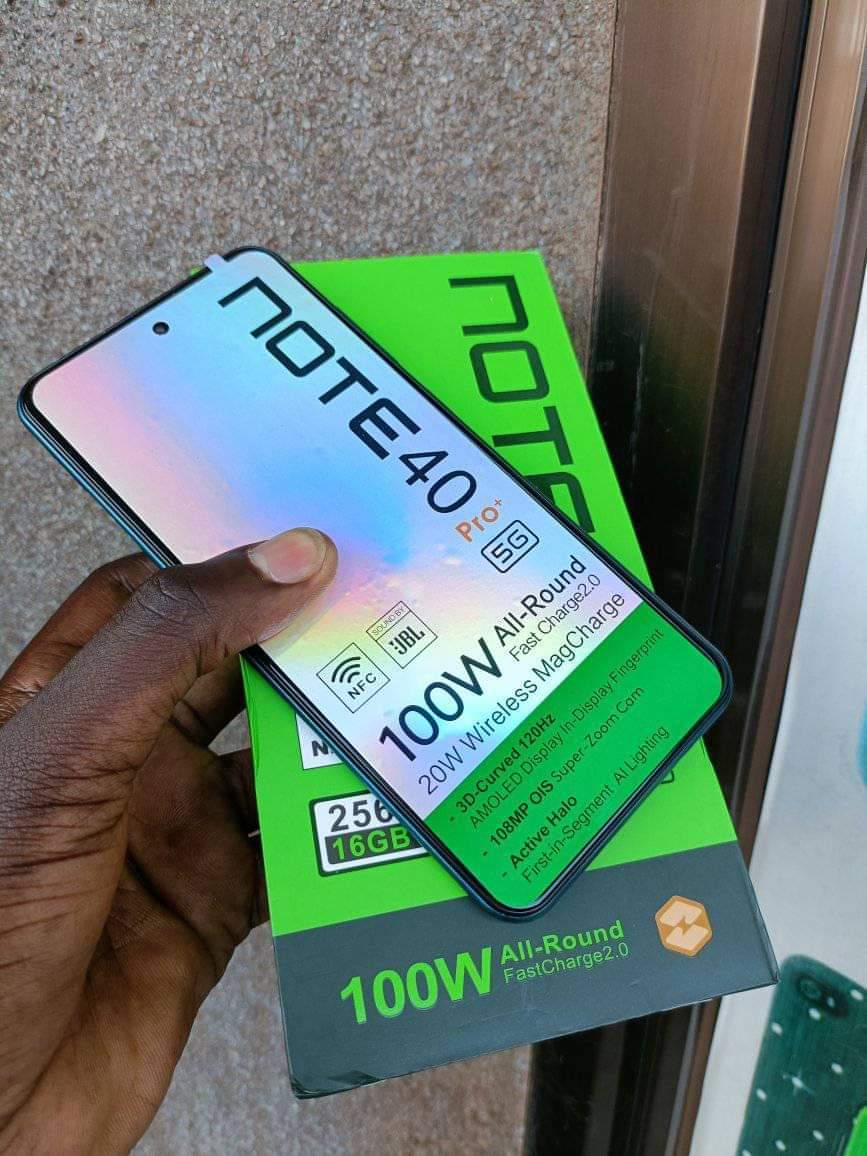 NOTE40
Pro+
5G
NFC
SOUND BY
JBL
100W All-Round
Fast Charge2.0
20W Wireless MagCharge
- 3D-Curved 120Hz
AMOLED Display In-Display Fingerprint
- 108MP OIS Super-Zoom Cam
- Active Halo
First-in-Segment AI Lighting
NOTE
256
16GB
100W All-Round
FastCharge2.0